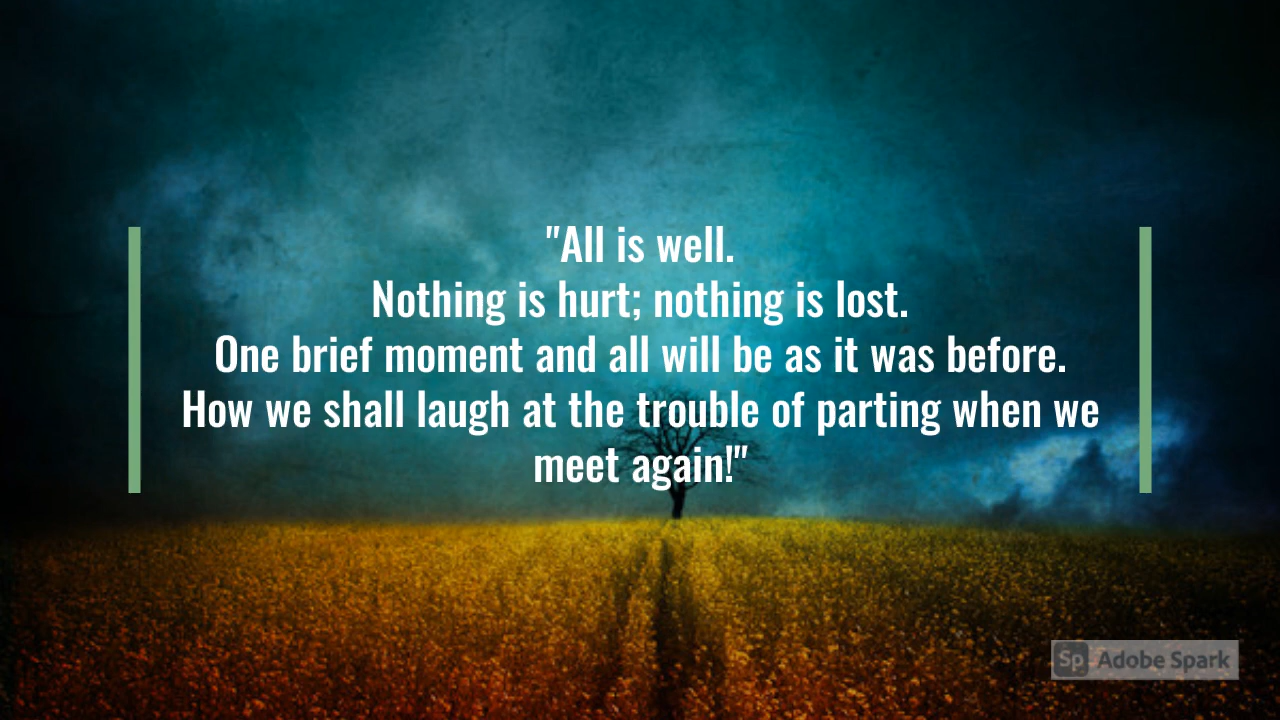 "All is well.
Nothing is hurt; nothing is lost.
One brief moment and all will be as it was before.
How we shall laugh at the trouble of parting when we
meet again!"
Sp Adobe Spark